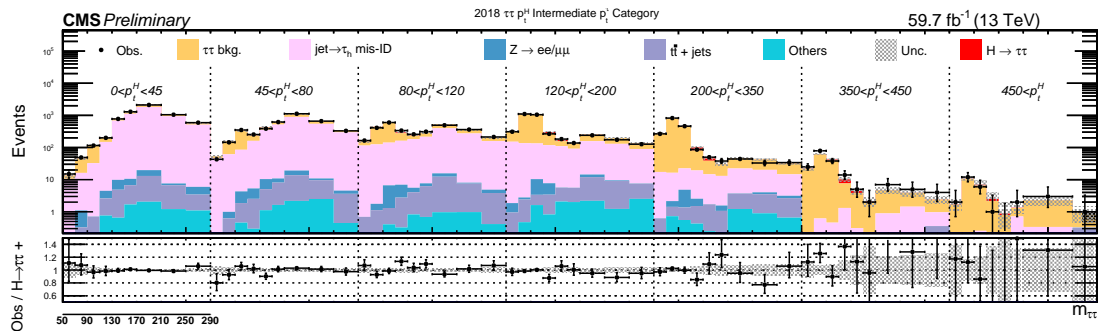 CMS Preliminary 2018 ττ p_t^H Intermediate p_t Category 59.7 fb⁻¹ (13 TeV)
Obs. ττ bkg. jet→τ_h mis-ID Z → ee/μμ tt + jets Others Unc. H → ττ
0<p_t^H<45 45<p_t^H<80 80<p_t^H<120 120<p_t^H<200 200<p_t^H<350 350<p_t^H<450 450<p_t^H
10⁵
10⁴
10³
10²
10
1
Events
1.4
1.2
1
0.8
0.6
Obs / H→ττ +
50 90 130 170 210 250 290
m_ττ